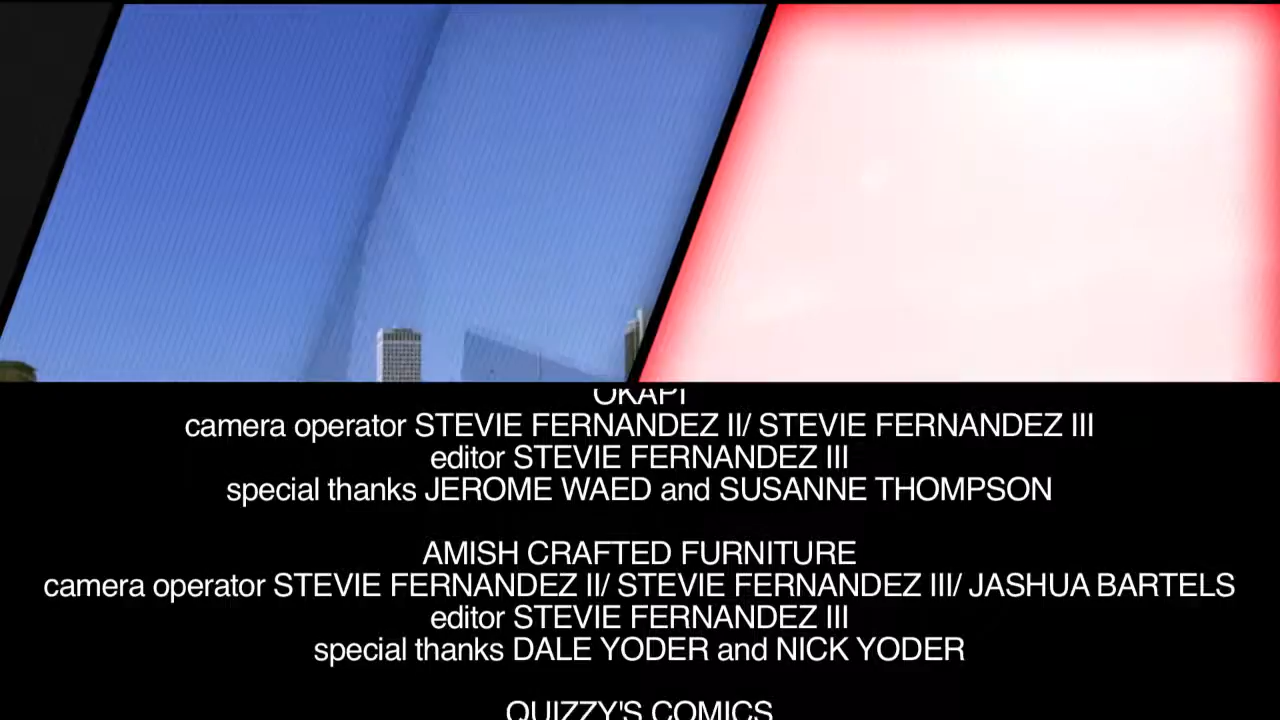 OKAPI
camera operator STEVIE FERNANDEZ II/ STEVIE FERNANDEZ III
editor STEVIE FERNANDEZ III
special thanks JEROME WAED and SUSANNE THOMPSON
AMISH CRAFTED FURNITURE
camera operator STEVIE FERNANDEZ II/ STEVIE FERNANDEZ III/ JASHUA BARTELS
editor STEVIE FERNANDEZ III
special thanks DALE YODER and NICK YODER
QUIZZY'S COMICS